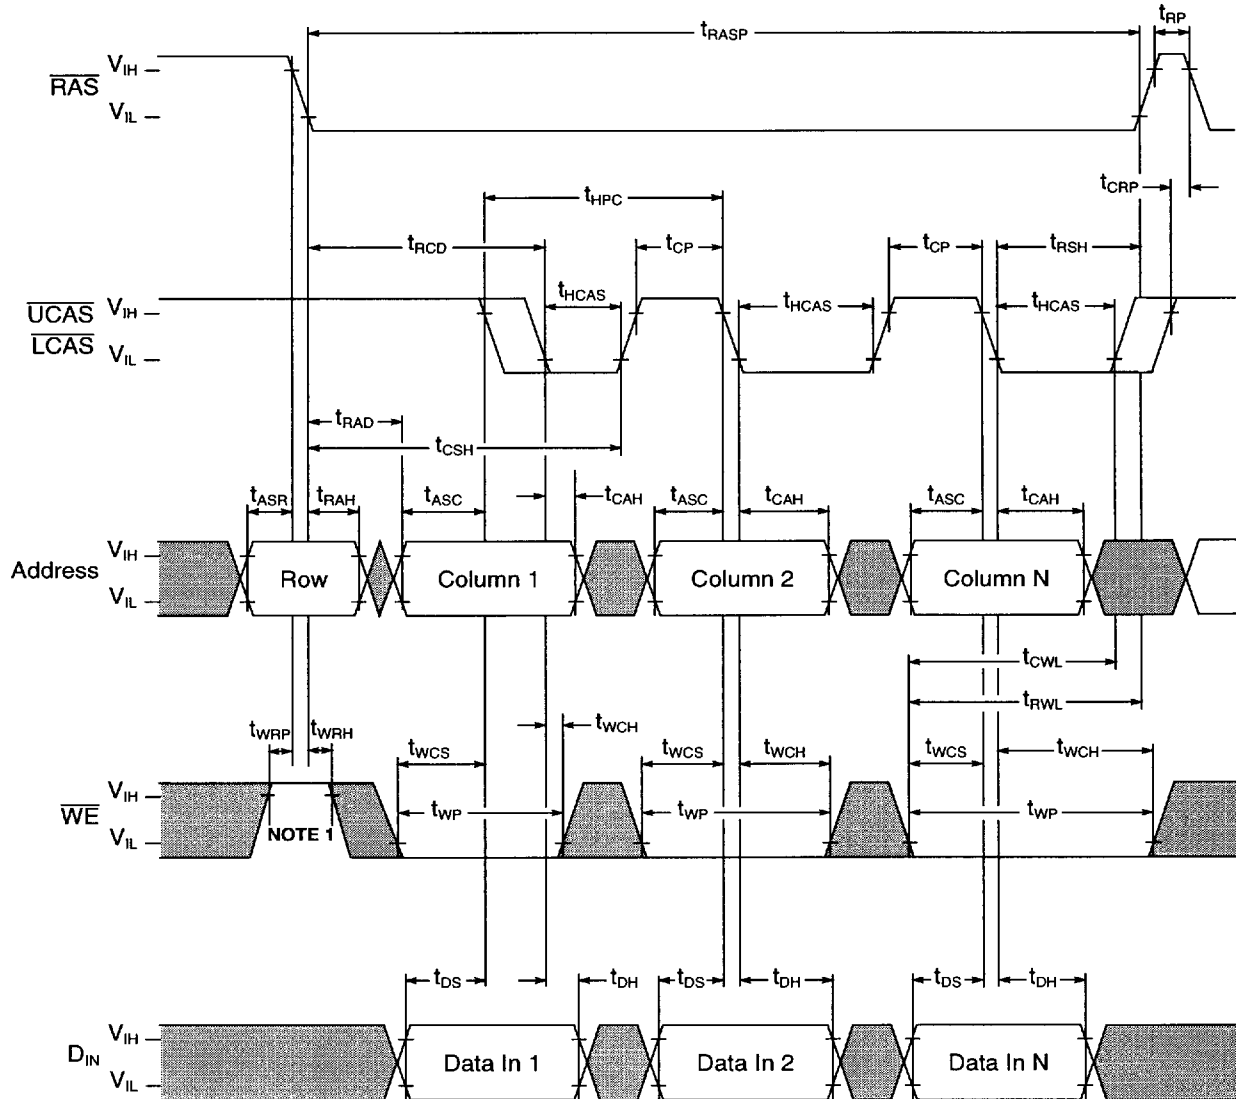 tRP
tRASP
VIH
RAS
VIL
tCRP
tHPC
tRCD tCP tCP tRSH
tHCAS tHCAS tHCAS
UCAS VIH
LCAS VIL
tRAD
tCSH
tASR tRAH tASC tCAH tASC tCAH tASC tCAH
VIH
Address Row Column 1 Column 2 Column N
VIL
tCWL
tRWL
tWRP tWRH tWCH
tWCS tWCS tWCH tWCS tWCH
VIH
WE tWP tWP tWP
NOTE 1
VIL
tDS tDH tDS tDH tDS tDH
VIH
DIN Data In 1 Data In 2 Data In N
VIL